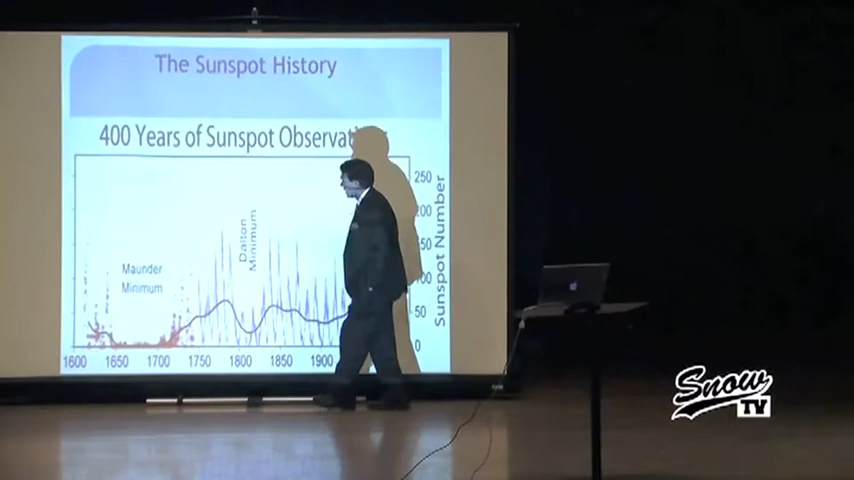 The Sunspot History
400 Years of Sunspot Observat
250
200
50
100
50
0
Sunspot Number
Dalton
Minimum
Maunder
Minimum
1600 1650 1700 1750 1800 1850 1900
Snow
TV